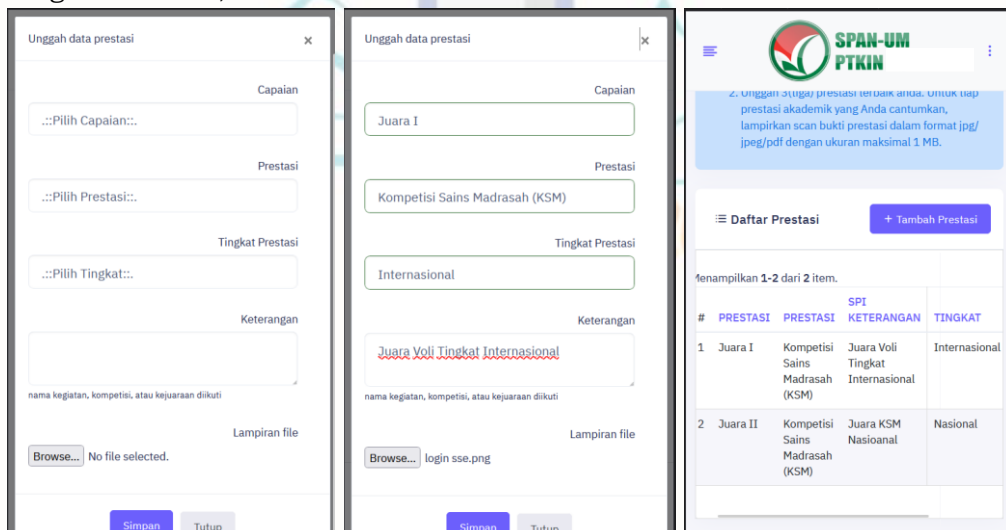 Unggah data prestasi ×
Capaian
.::Pilih Capaian::.
Prestasi
.::Pilih Prestasi::.
Tingkat Prestasi
.::Pilih Tingkat::.
Keterangan
nama kegiatan, kompetisi, atau kejuaraan diikuti
Lampiran file
Browse... No file selected.
Simpan Tutup
Unggah data prestasi ×
Capaian
Juara I
Prestasi
Kompetisi Sains Madrasah (KSM)
Tingkat Prestasi
Internasional
Keterangan
Juara Voli Tingkat Internasional
nama kegiatan, kompetisi, atau kejuaraan diikuti
Lampiran file
Browse... login sse.png
Simpan Tutup
SPAN-UM
PTKIN
2. Unggah 3(tiga) prestasi terbaik anda. Untuk tiap
prestasi akademik yang Anda cantumkan,
lampirkan scan bukti prestasi dalam format jpg/
jpeg/pdf dengan ukuran maksimal 1 MB.
Daftar Prestasi + Tambah Prestasi
Menampilkan 1-2 dari 2 item.
# PRESTASI PRESTASI SPI KETERANGAN TINGKAT
1 Juara I Kompetisi Sains Madrasah (KSM) Juara Voli Tingkat Internasional Internasional
2 Juara II Kompetisi Sains Madrasah (KSM) Juara KSM Nasioanal Nasional